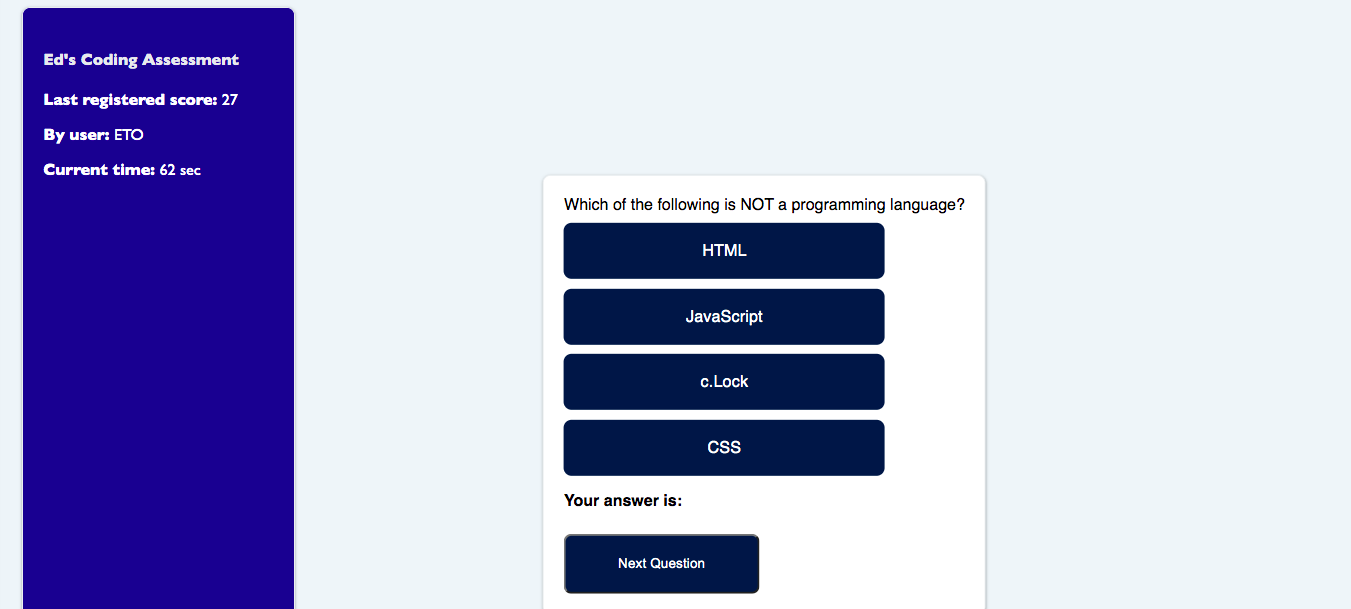 Ed's Coding Assessment
Last registered score: 27
By user: ETO
Current time: 62 sec
Which of the following is NOT a programming language?
HTML
JavaScript
c.Lock
CSS
Your answer is:
Next Question